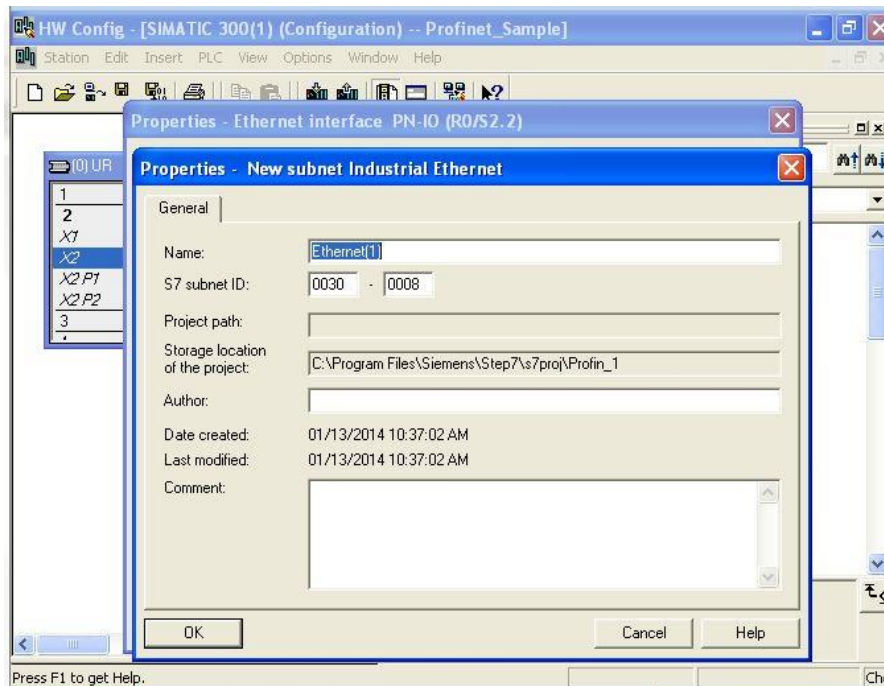 HW Config - [SIMATIC 300(1) (Configuration) -- Profinet_Sample]
Station Edit Insert PLC View Options Window Help
Properties - Ethernet interface PN-IO (R0/S2.2)
(0) UR
1
2
X1
X2
X2 P1
X2 P2
3
Properties - New subnet Industrial Ethernet
General
Name: Ethernet(1)
S7 subnet ID: 0030 - 0008
Project path:
Storage location
of the project: C:\Program Files\Siemens\Step7\s7proj\Profin_1
Author:
Date created: 01/13/2014 10:37:02 AM
Last modified: 01/13/2014 10:37:02 AM
Comment:
OK Cancel Help
Press F1 to get Help.